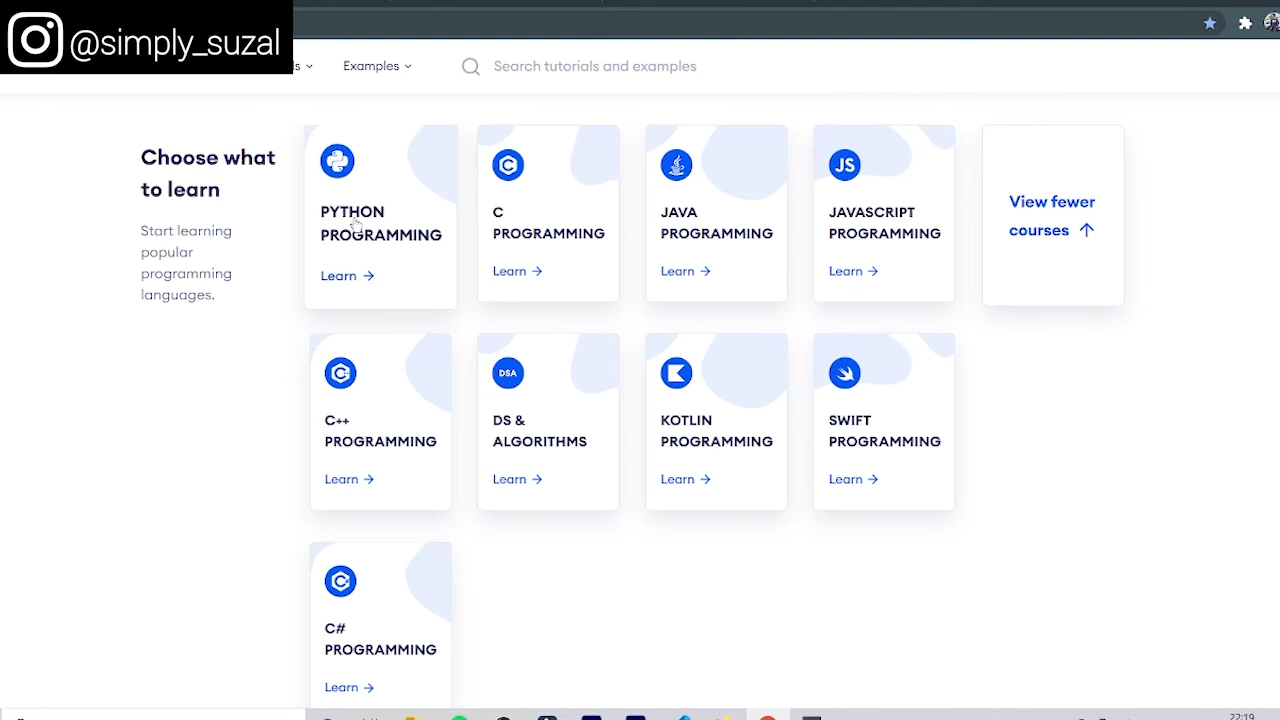 @simply_suzal
Examples
Search tutorials and examples
Choose what
to learn
Start learning
popular
programming
languages.
PYTHON
PROGRAMMING
Learn →
C
PROGRAMMING
Learn →
JAVA
PROGRAMMING
Learn →
JS
JAVASCRIPT
PROGRAMMING
Learn →
View fewer
courses ↑
C++
PROGRAMMING
Learn →
DSA
DS &
ALGORITHMS
Learn →
KOTLIN
PROGRAMMING
Learn →
SWIFT
PROGRAMMING
Learn →
C#
PROGRAMMING
Learn →
22:19